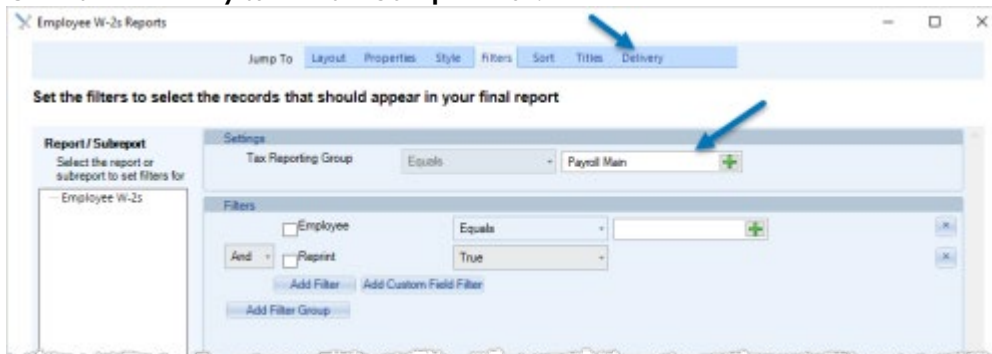 Employee W-2s Reports
Jump To Layout Properties Style Filters Sort Titles Delivery
Set the filters to select the records that should appear in your final report
Report / Subreport
Select the report or
subreport to set filters for
Employee W-2s
Settings
Tax Reporting Group Equals Payroll Main
Filters
Employee Equals
And Reprint True
Add Filter Add Custom Field Filter
Add Filter Group